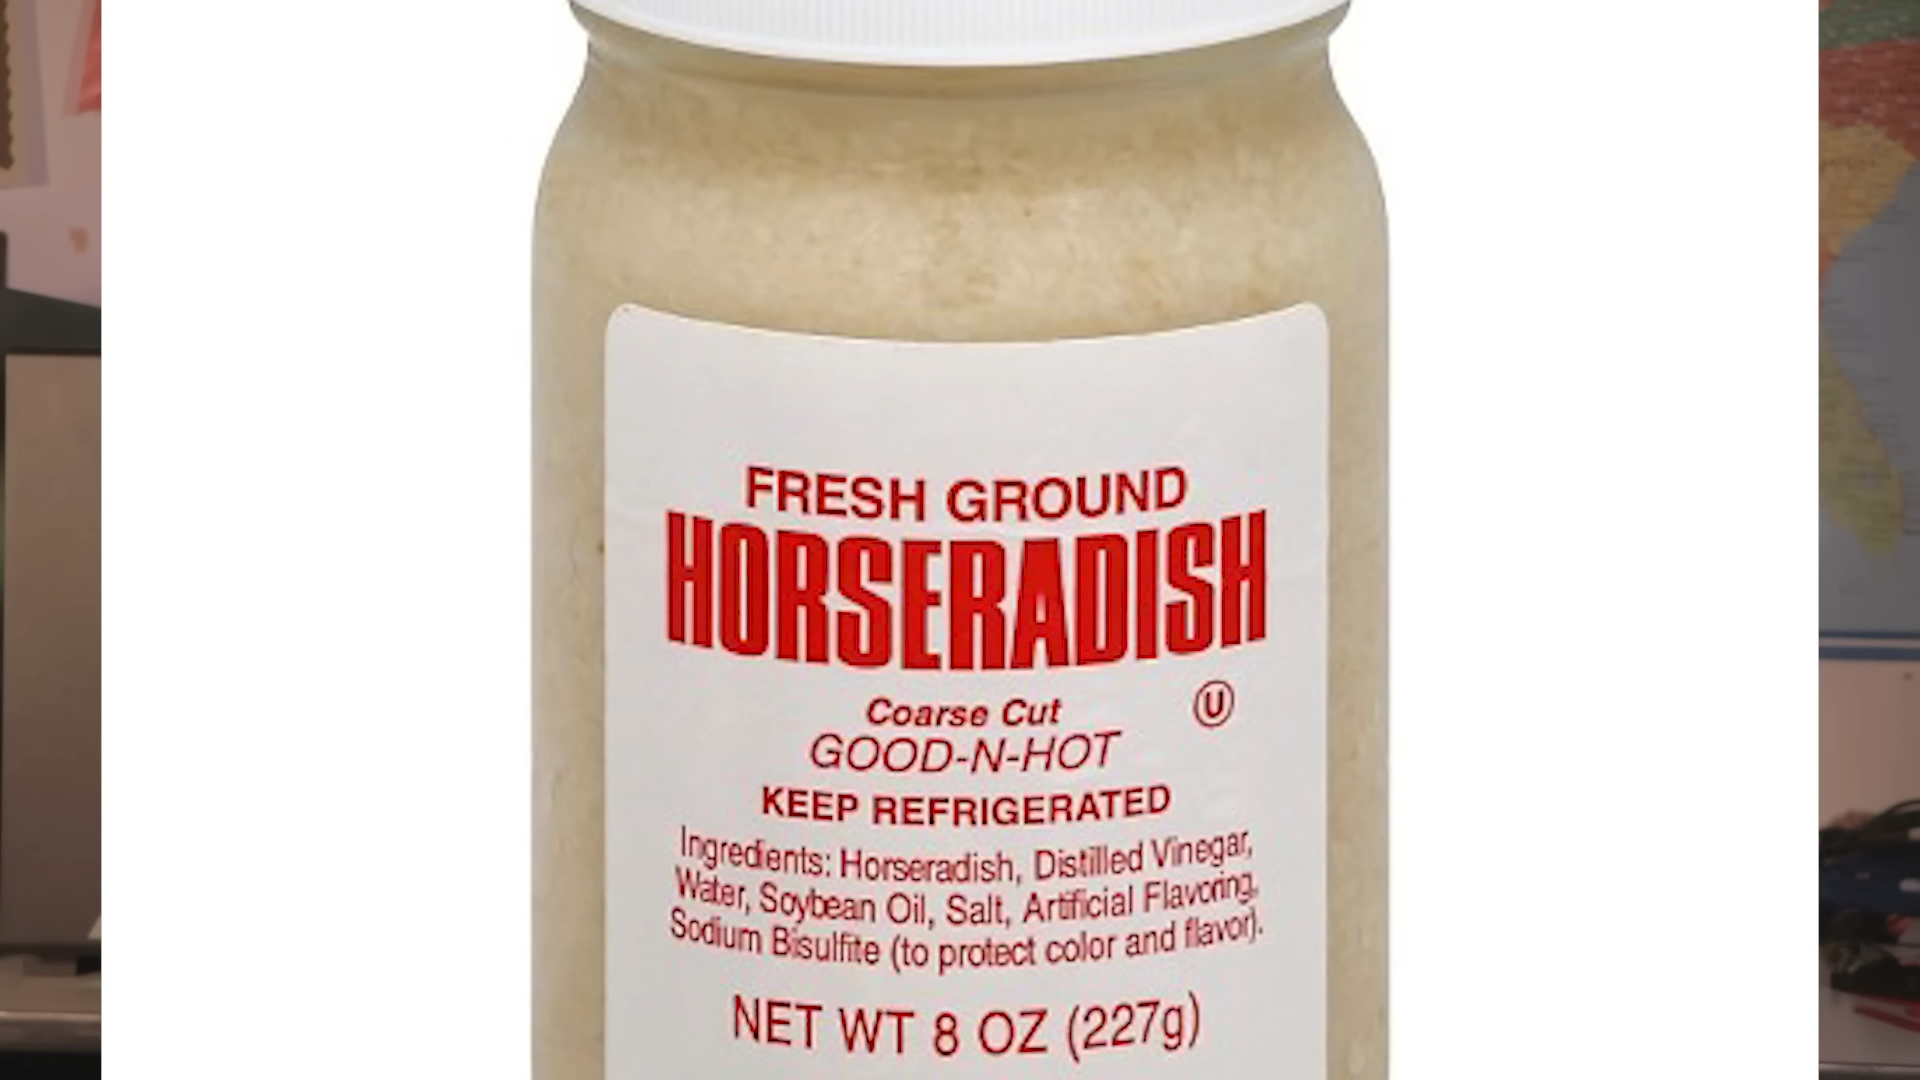 FRESH GROUND
HORSERADISH
Coarse Cut
U
GOOD-N-HOT
KEEP REFRIGERATED
Ingredients: Horseradish, Distilled Vinegar,
Water, Soybean Oil, Salt, Artificial Flavoring,
Sodium Bisulfite (to protect color and flavor).
NET WT 8 OZ (227g)